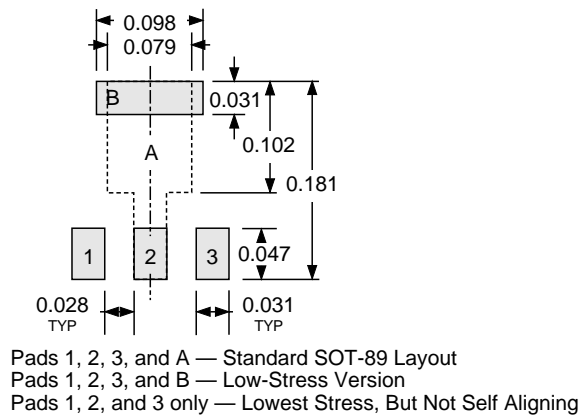 0.098
0.079
B
0.031
A
0.102
0.181
1
2
3
0.047
0.028
TYP
0.031
TYP
Pads 1, 2, 3, and A — Standard SOT-89 Layout
Pads 1, 2, 3, and B — Low-Stress Version
Pads 1, 2, and 3 only — Lowest Stress, But Not Self Aligning